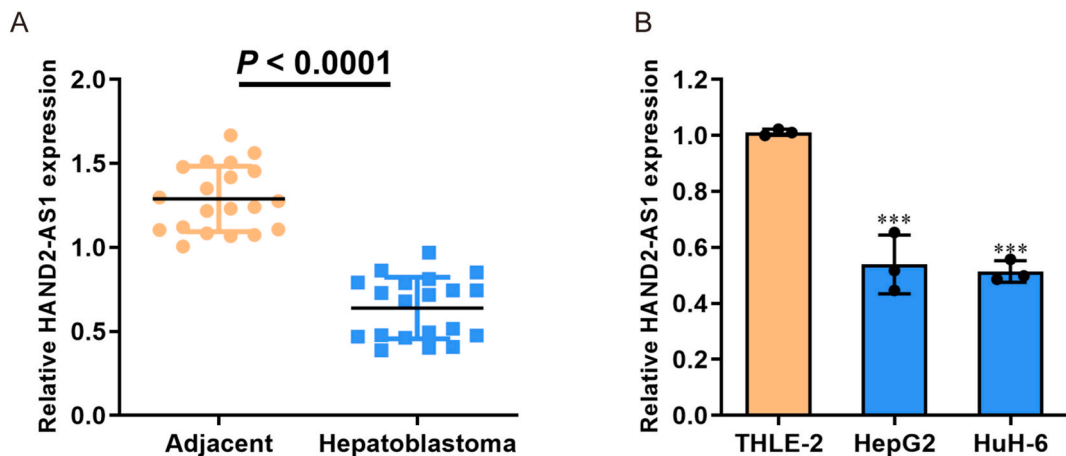 A
P < 0.0001
Relative HAND2-AS1 expression
2.0
1.5
1.0
0.5
0.0
Adjacent Hepatoblastoma
B
Relative HAND2-AS1 expression
1.2
1.0
0.8
0.6
0.4
0.2
0.0
***
***
THLE-2 HepG2 HuH-6